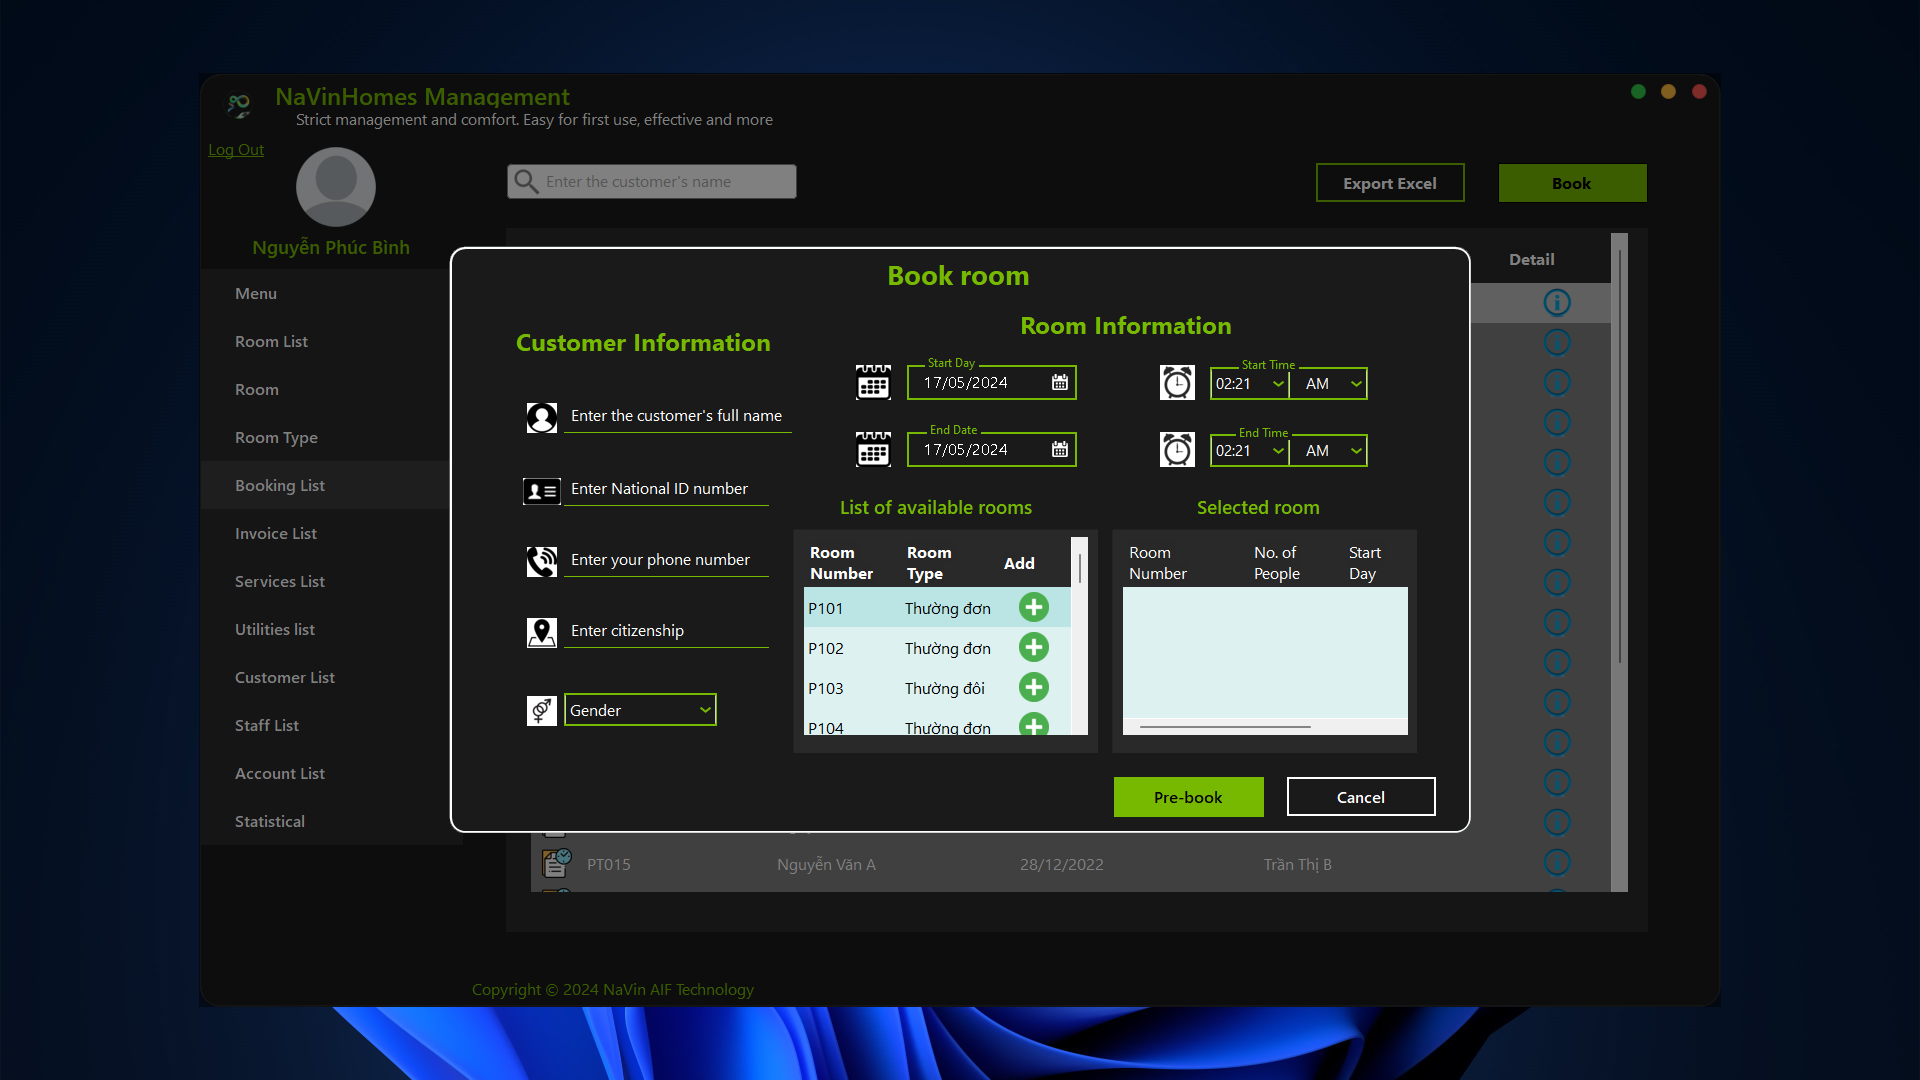 NaVinHomes Management
Strict management and comfort. Easy for first use, effective and more
Log Out
Enter the customer's name
Export Excel
Book
Nguyễn Phúc Bình
Menu
Room List
Room
Room Type
Booking List
Invoice List
Services List
Utilities list
Customer List
Staff List
Account List
Statistical
Detail
Book room
Customer Information
Enter the customer's full name
Enter National ID number
Enter your phone number
Enter citizenship
Gender
Room Information
Start Day
17/05/2024
Start Time
02:21 AM
End Date
17/05/2024
End Time
02:21 AM
List of available rooms
Room Number Room Type Add
P101 Thường đơn
P102 Thường đơn
P103 Thường đôi
P104 Thường đơn
Selected room
Room Number No. of People Start Day
Pre-book
Cancel
PT015 Nguyễn Văn A 28/12/2022 Trần Thị B
Copyright © 2024 NaVin AIF Technology